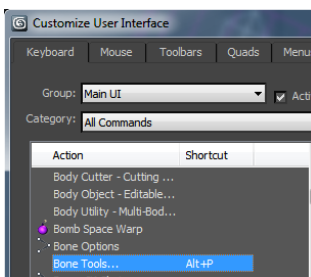 Customize User Interface
Keyboard Mouse Toolbars Quads Menu
Group: Main UI Acti
Category: All Commands
Action Shortcut
Body Cutter - Cutting ...
Body Object - Editable...
Body Utility - Multi-Bod...
Bomb Space Warp
Bone Options
Bone Tools... Alt+P